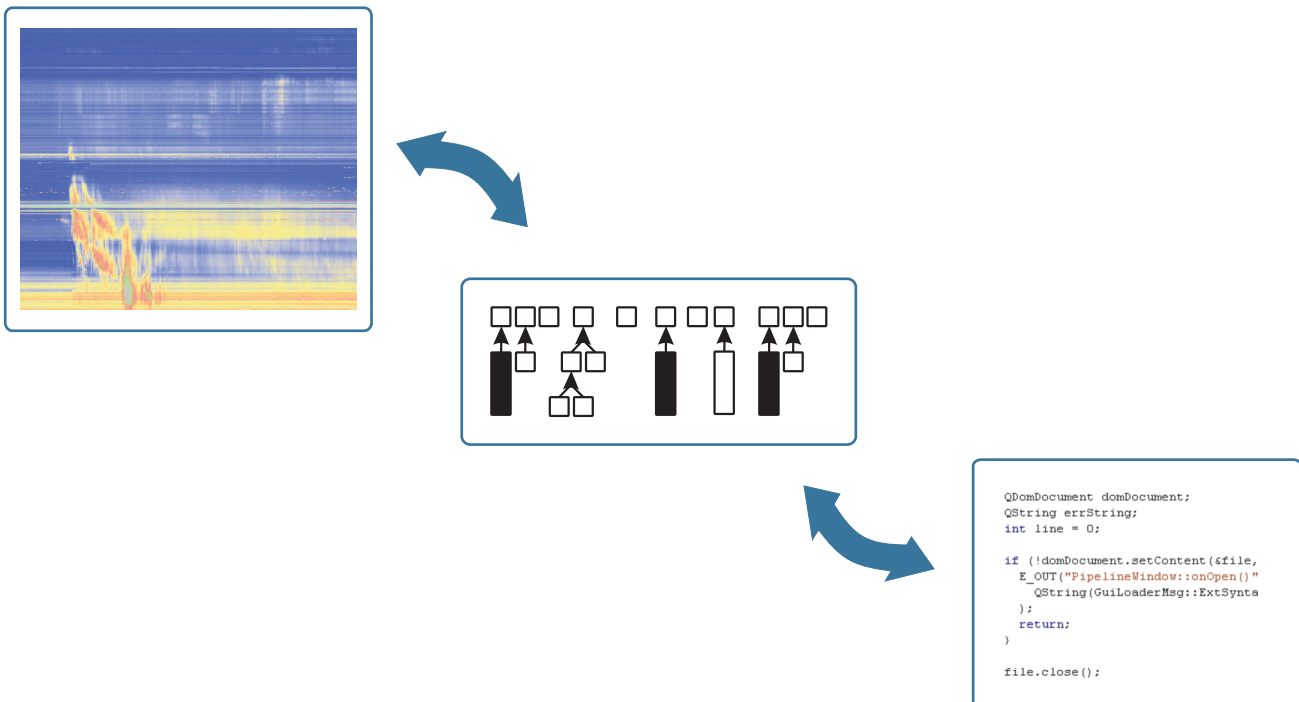 QDomDocument domDocument;
QString errString;
int line = 0;
if (!domDocument.setContent(&file,
E_OUT("PipelineWindow::onOpen()"
QString(GuiLoaderMsg::ExtSynta
);
return;
}
file.close();